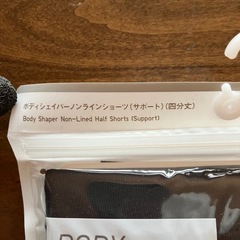 ボディシェイパーノンラインショーツ(サポート)(四分丈)
Body Shaper Non-Lined Half Shorts (Support)
BODY